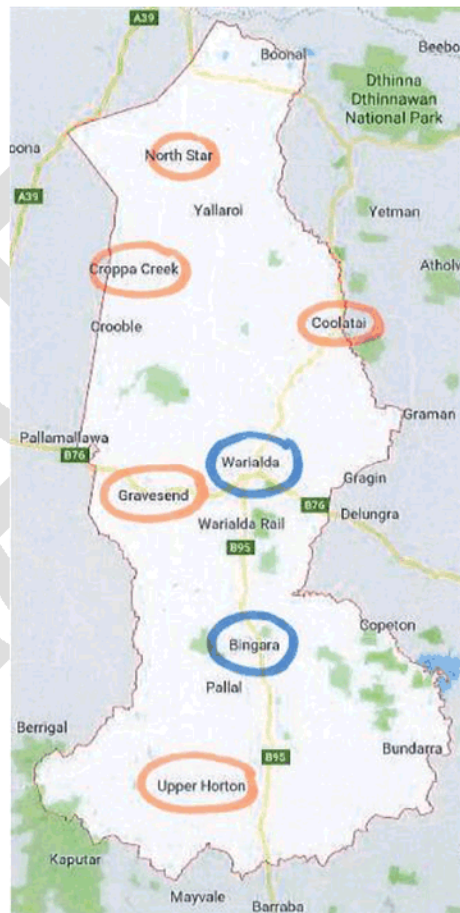 A39
Boonal
Beebo
Dthinna
Dthinnawan
National Park
North Star
oona
A39
Yallaroi
Yetman
Croppa Creek
Atholw
Crooble
Coolatai
Graman
Pallamallawa
B76
Warialda
Gragin
Gravesend
B76
Delungra
Warialda Rail
B95
Copeton
Bingara
Pallal
Berrigal
Bundarra
B95
Upper Horton
Kaputar
Mayvale
Barraba